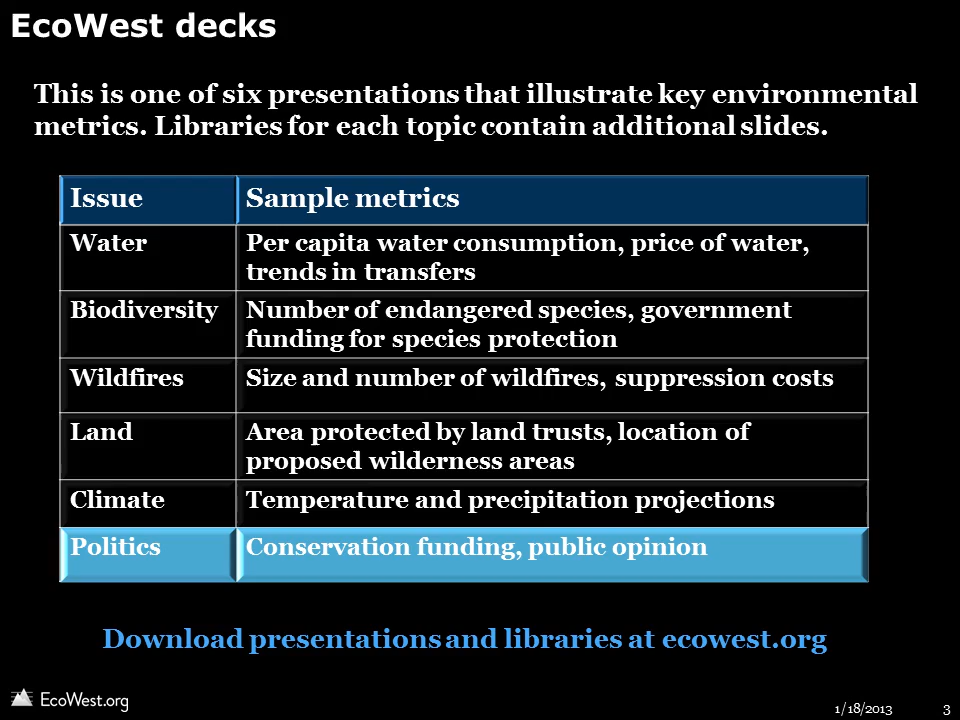 EcoWest decks
This is one of six presentations that illustrate key environmental
metrics. Libraries for each topic contain additional slides.
Issue Sample metrics
Water Per capita water consumption, price of water,
trends in transfers
Biodiversity Number of endangered species, government
funding for species protection
Wildfires Size and number of wildfires, suppression costs
Land Area protected by land trusts, location of
proposed wilderness areas
Climate Temperature and precipitation projections
Politics Conservation funding, public opinion
Download presentations and libraries at ecowest.org
EcoWest.org 1/18/2013 3